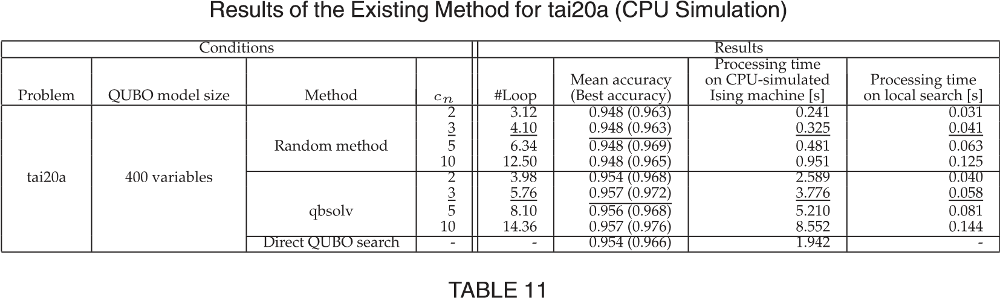 Results of the Existing Method for tai20a (CPU Simulation)
Conditions Results
Problem QUBO model size Method c_n #Loop Mean accuracy (Best accuracy) Processing time on CPU-simulated Ising machine [s] Processing time on local search [s]
tai20a 400 variables Random method 2 3.12 0.948 (0.963) 0.241 0.031
3 4.10 0.948 (0.963) 0.325 0.041
5 6.34 0.948 (0.969) 0.481 0.063
10 12.50 0.948 (0.965) 0.951 0.125
qbsolv 2 3.98 0.954 (0.968) 2.589 0.040
3 5.76 0.957 (0.972) 3.776 0.058
5 8.10 0.956 (0.968) 5.210 0.081
10 14.36 0.957 (0.976) 8.552 0.144
Direct QUBO search - - 0.954 (0.966) 1.942 -
TABLE 11